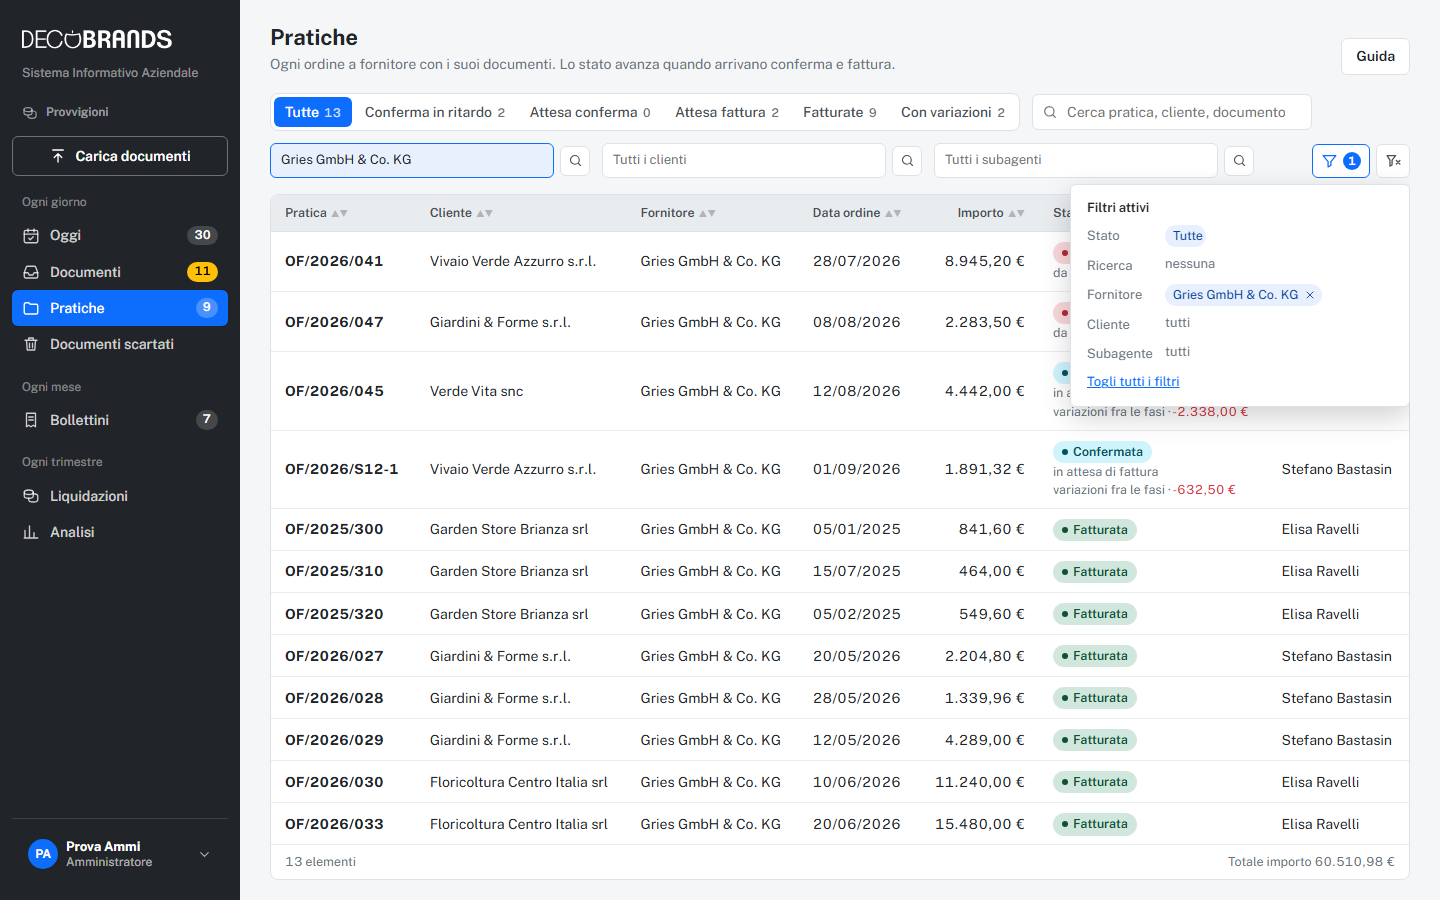 DECOBRANDS
Sistema Informativo Aziendale
Provvigioni
Carica documenti
Ogni giorno
Oggi 30
Documenti 11
Pratiche 9
Documenti scartati
Ogni mese
Bollettini 7
Ogni trimestre
Liquidazioni
Analisi
PA
Prova Ammi
Amministratore
Pratiche
Ogni ordine a fornitore con i suoi documenti. Lo stato avanza quando arrivano conferma e fattura.
Guida
Tutte 13 Conferma in ritardo 2 Attesa conferma 0 Attesa fattura 2 Fatturate 9 Con variazioni 2
Cerca pratica, cliente, documento
Gries GmbH & Co. KG Tutti i clienti Tutti i subagenti 1
Filtri attivi
Stato Tutte
Ricerca nessuna
Fornitore Gries GmbH & Co. KG ×
Cliente tutti
Subagente tutti
Togli tutti i filtri
Pratica Cliente Fornitore Data ordine Importo Sta
OF/2026/041 Vivaio Verde Azzurro s.r.l. Gries GmbH & Co. KG 28/07/2026 8.945,20 €
da
OF/2026/047 Giardini & Forme s.r.l. Gries GmbH & Co. KG 08/08/2026 2.283,50 €
da
OF/2026/045 Verde Vita snc Gries GmbH & Co. KG 12/08/2026 4.442,00 €
in a
variazioni fra le fasi · -2.338,00 €
OF/2026/S12-1 Vivaio Verde Azzurro s.r.l. Gries GmbH & Co. KG 01/09/2026 1.891,32 € Confermata Stefano Bastasin
in attesa di fattura
variazioni fra le fasi · -632,50 €
OF/2025/300 Garden Store Brianza srl Gries GmbH & Co. KG 05/01/2025 841,60 € Fatturata Elisa Ravelli
OF/2025/310 Garden Store Brianza srl Gries GmbH & Co. KG 15/07/2025 464,00 € Fatturata Elisa Ravelli
OF/2025/320 Garden Store Brianza srl Gries GmbH & Co. KG 05/02/2025 549,60 € Fatturata Elisa Ravelli
OF/2026/027 Giardini & Forme s.r.l. Gries GmbH & Co. KG 20/05/2026 2.204,80 € Fatturata Stefano Bastasin
OF/2026/028 Giardini & Forme s.r.l. Gries GmbH & Co. KG 28/05/2026 1.339,96 € Fatturata Stefano Bastasin
OF/2026/029 Giardini & Forme s.r.l. Gries GmbH & Co. KG 12/05/2026 4.289,00 € Fatturata Stefano Bastasin
OF/2026/030 Floricoltura Centro Italia srl Gries GmbH & Co. KG 10/06/2026 11.240,00 € Fatturata Elisa Ravelli
OF/2026/033 Floricoltura Centro Italia srl Gries GmbH & Co. KG 20/06/2026 15.480,00 € Fatturata Elisa Ravelli
13 elementi Totale importo 60.510,98 €